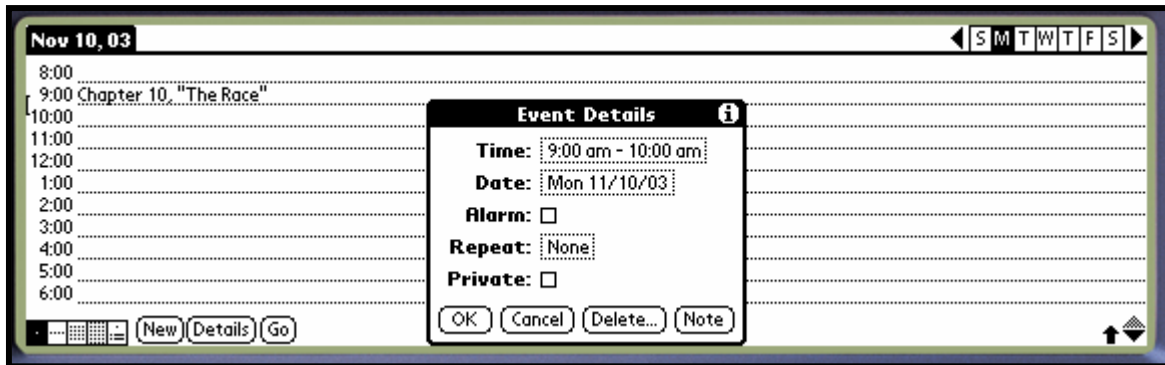 Nov 10, 03
S M T W T F S
8:00
9:00 Chapter 10, "The Race"
10:00
11:00
12:00
1:00
2:00
3:00
4:00
5:00
6:00
New Details Go
Event Details
Time: 9:00 am - 10:00 am
Date: Mon 11/10/03
Alarm:
Repeat: None
Private:
OK Cancel Delete... Note